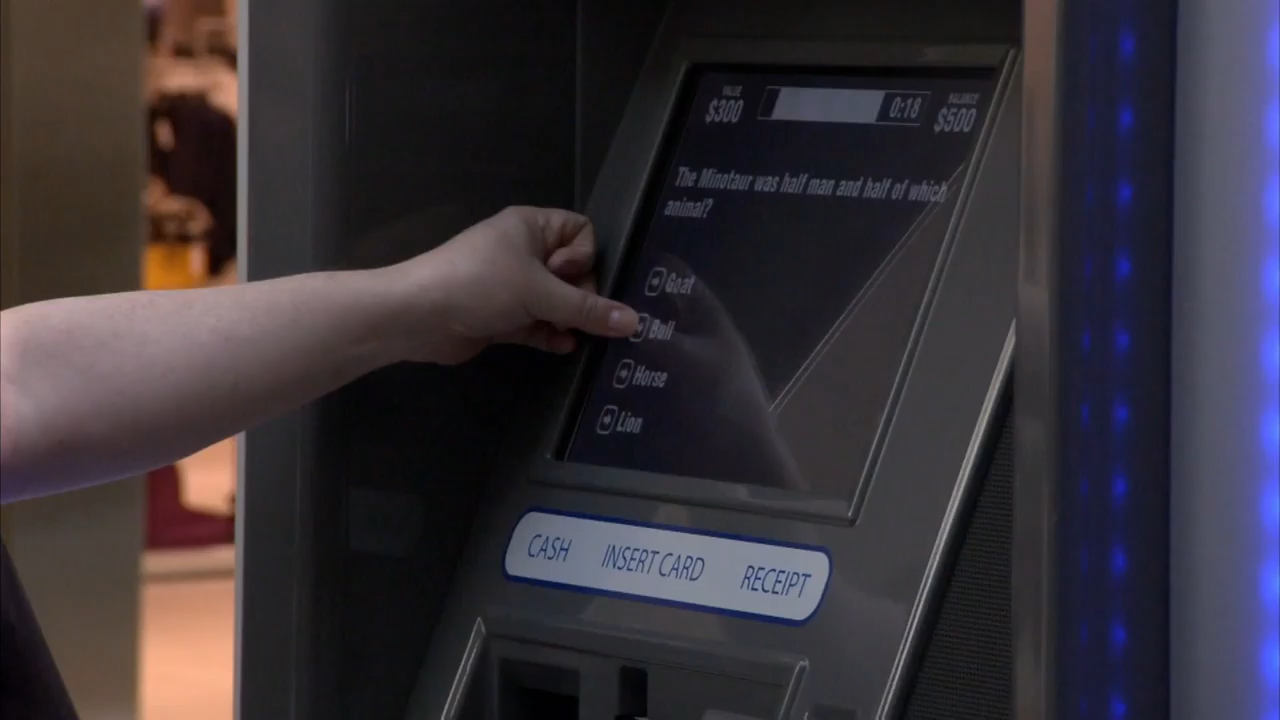 VALUE
$300
0:18
BALANCE
$500
The Minotaur was half man and half of which
animal?
Goat
Bull
Horse
Lion
CASH INSERT CARD RECEIPT